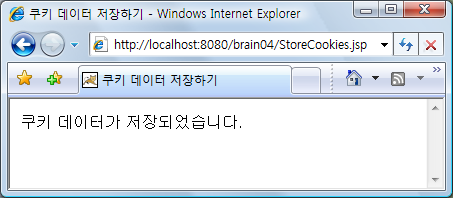 쿠키 데이터 저장하기 - Windows Internet Explorer
http://localhost:8080/brain04/StoreCookies.jsp
쿠키 데이터 저장하기
쿠키 데이터가 저장되었습니다.